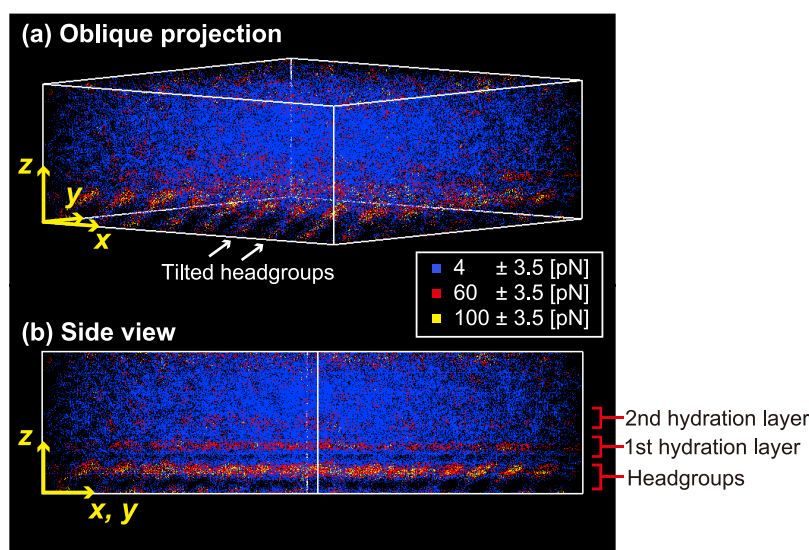 (a) Oblique projection
z
y
x
Tilted headgroups
4 ± 3.5 [pN]
60 ± 3.5 [pN]
100 ± 3.5 [pN]
(b) Side view
z
x, y
2nd hydration layer
1st hydration layer
Headgroups